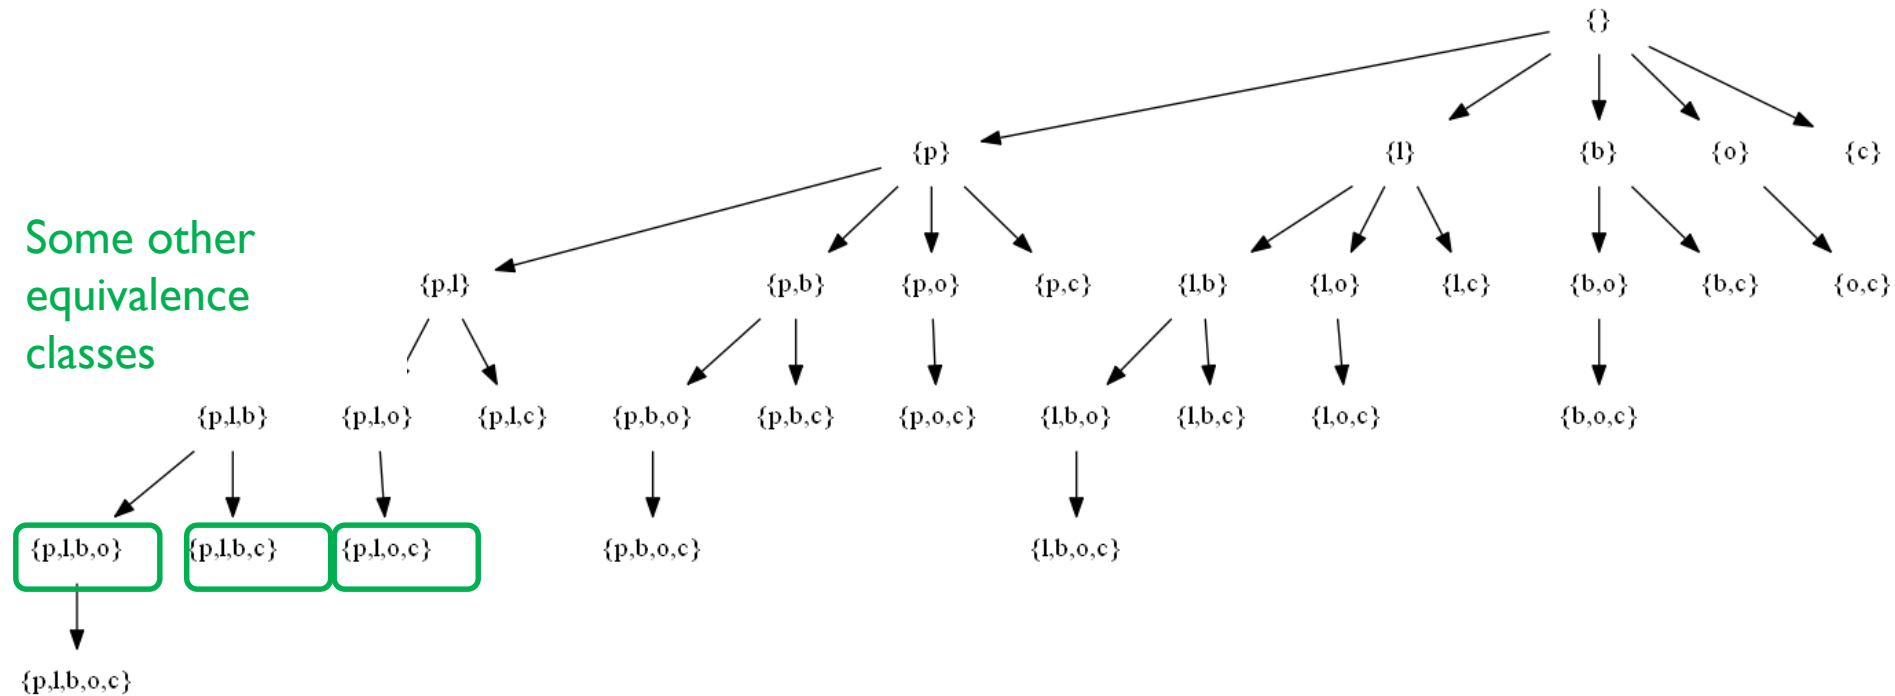 {}
{p} {l} {b} {o} {c}
Some other
equivalence
classes
{p,l} {p,b} {p,o} {p,c} {l,b} {l,o} {l,c} {b,o} {b,c} {o,c}
{p,l,b} {p,l,o} {p,l,c} {p,b,o} {p,b,c} {p,o,c} {l,b,o} {l,b,c} {l,o,c} {b,o,c}
{p,l,b,o} {p,l,b,c} {p,l,o,c} {p,b,o,c} {l,b,o,c}
{p,l,b,o,c}